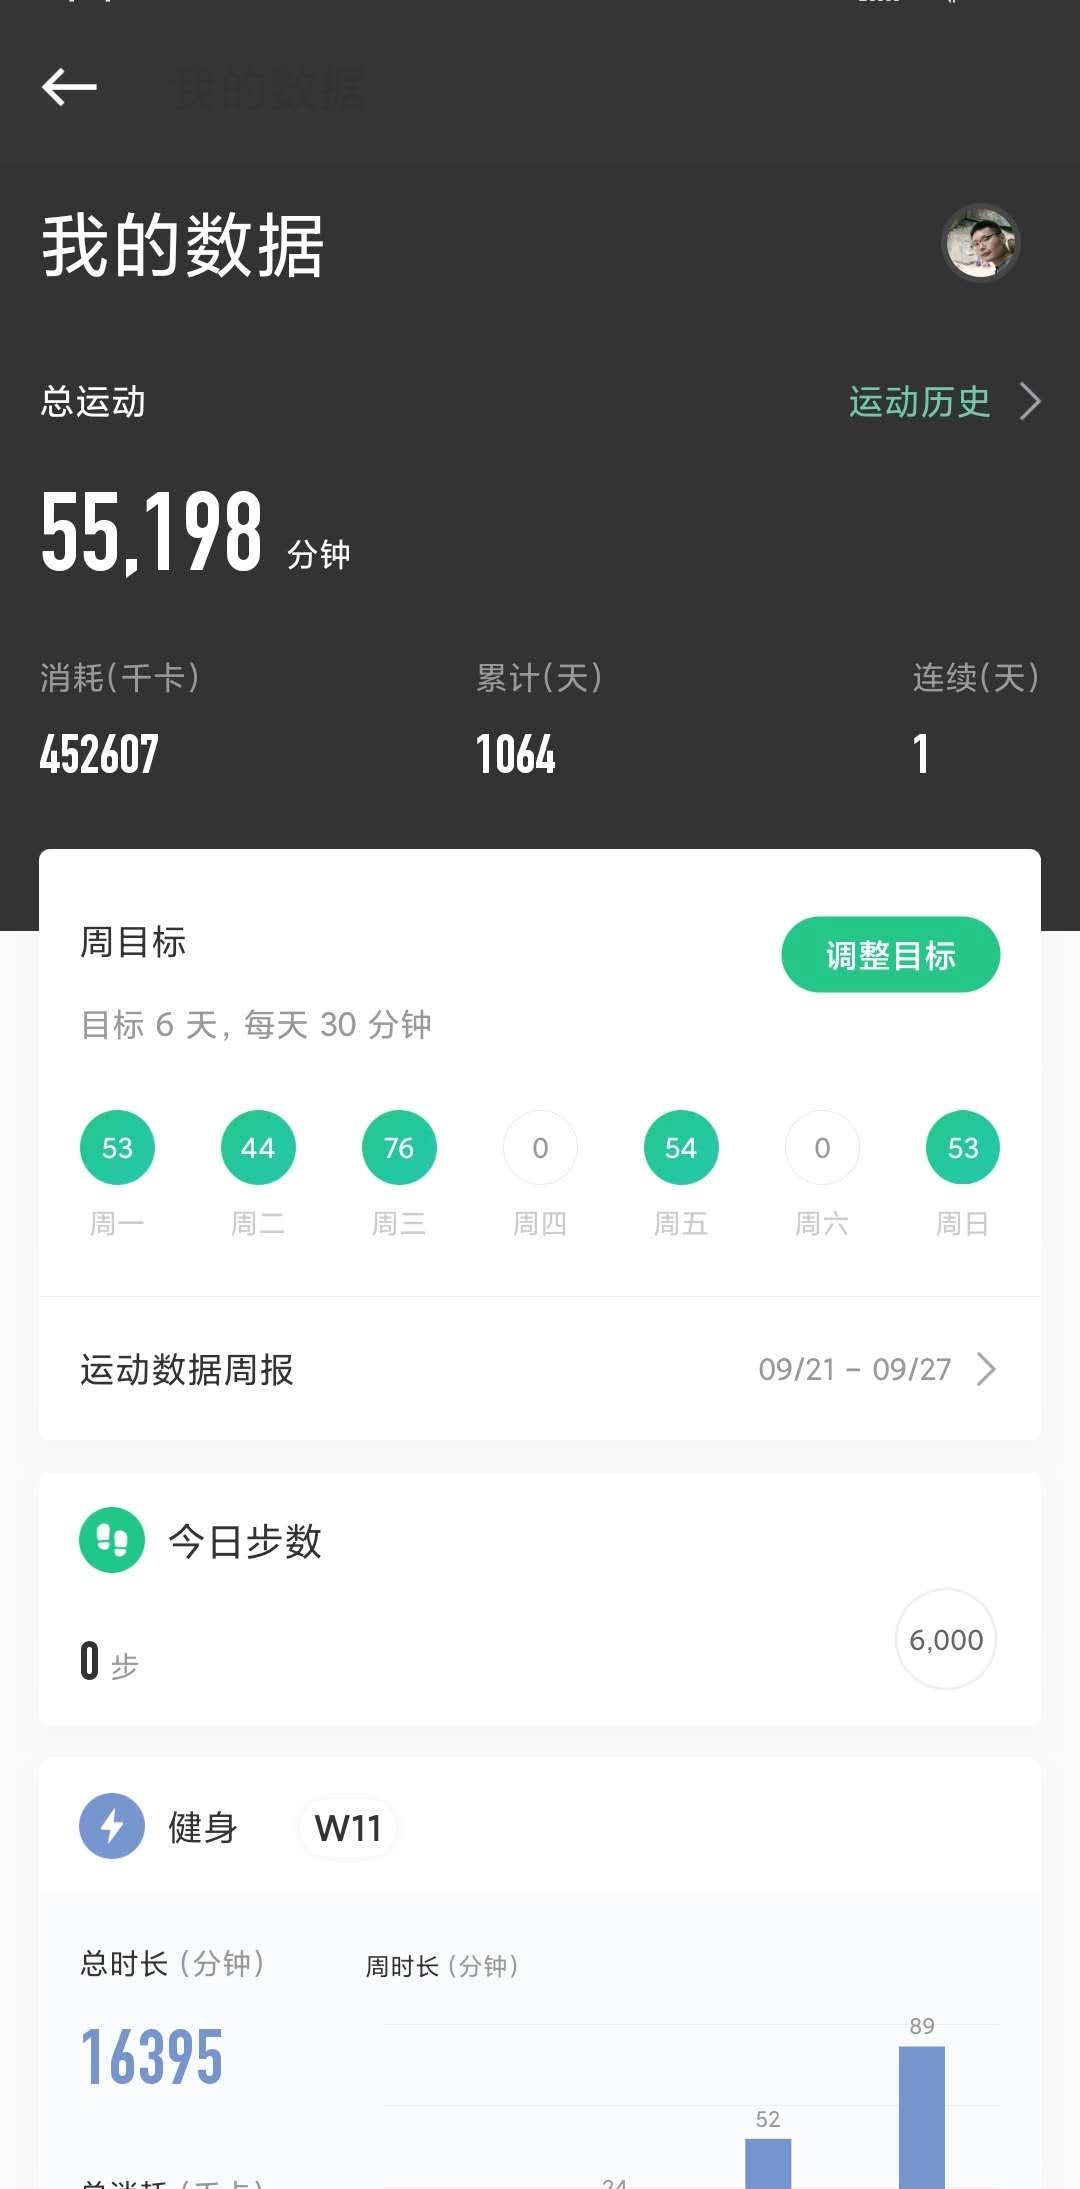 我的数据
我的数据
总运动 运动历史
55,198 分钟
消耗(千卡) 累计(天) 连续(天)
452607 1064 1
周目标 调整目标
目标 6 天, 每天 30 分钟
53 44 76 0 54 0 53
周一 周二 周三 周四 周五 周六 周日
运动数据周报 09/21 - 09/27
今日步数
0 步 6,000
健身 W11
总时长 (分钟) 周时长 (分钟)
89
16395
52
总消耗 (千卡) 24